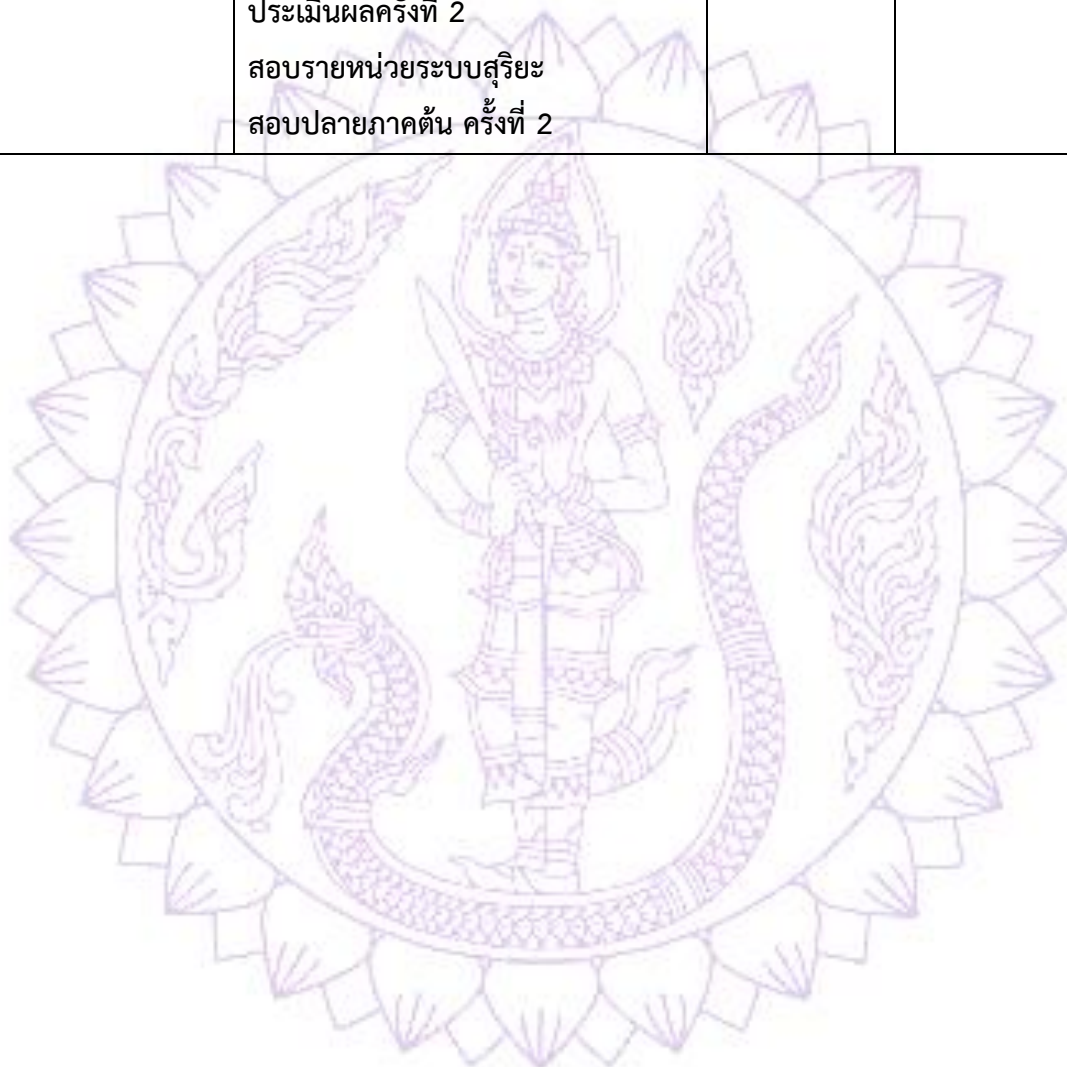 ประเมินผลครั้งที่ 2
สอบรายหน่วยระบบสุริยะ
สอบปลายภาคต้น ครั้งที่ 2